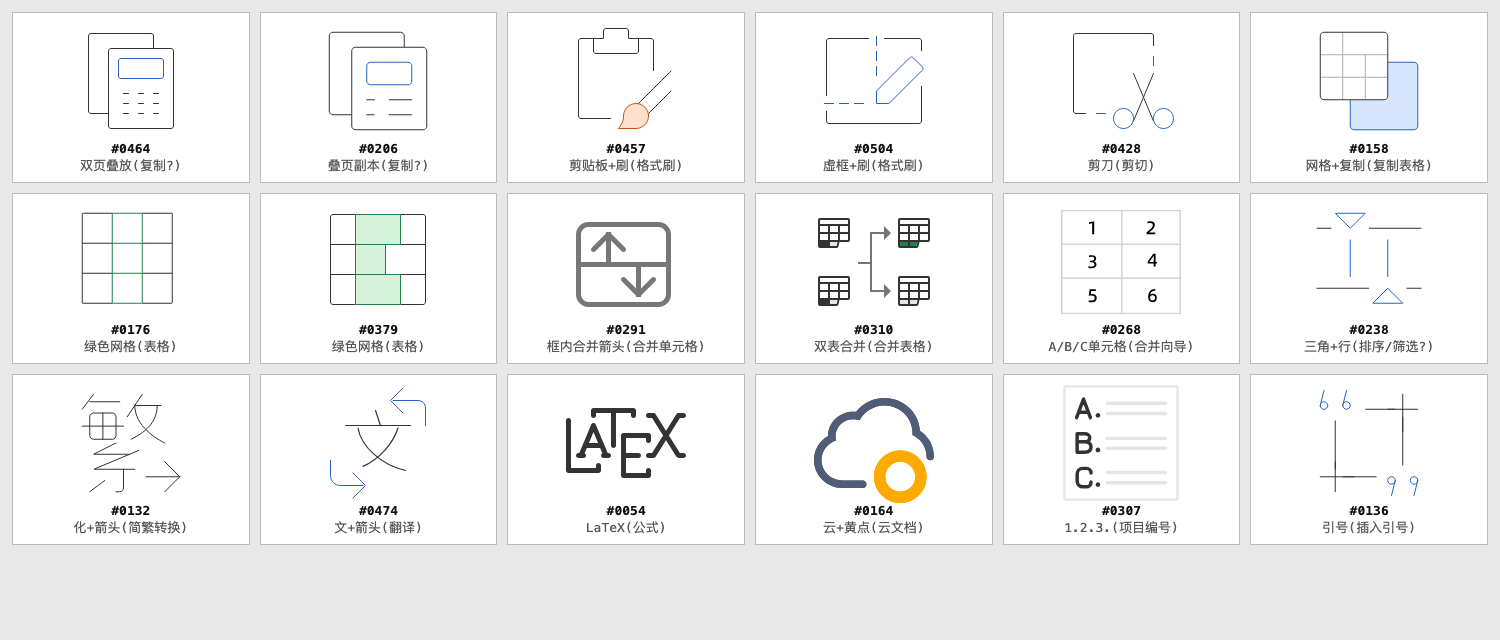 #0464
双页叠放(复制?)
#0206
叠页副本(复制?)
#0457
剪贴板+刷(格式刷)
#0504
虚框+刷(格式刷)
#0428
剪刀(剪切)
#0158
网格+复制(复制表格)
#0176
绿色网格(表格)
#0379
绿色网格(表格)
#0291
框内合并箭头(合并单元格)
#0310
双表合并(合并表格)
1 2
3 4
5 6
#0268
A/B/C单元格(合并向导)
#0238
三角+行(排序/筛选?)
繁
#0132
化+箭头(简繁转换)
文
#0474
文+箭头(翻译)
LATEX
#0054
LaTeX(公式)
#0164
云+黄点(云文档)
A.
B.
C.
#0307
1.2.3.(项目编号)
66
99
#0136
引号(插入引号)